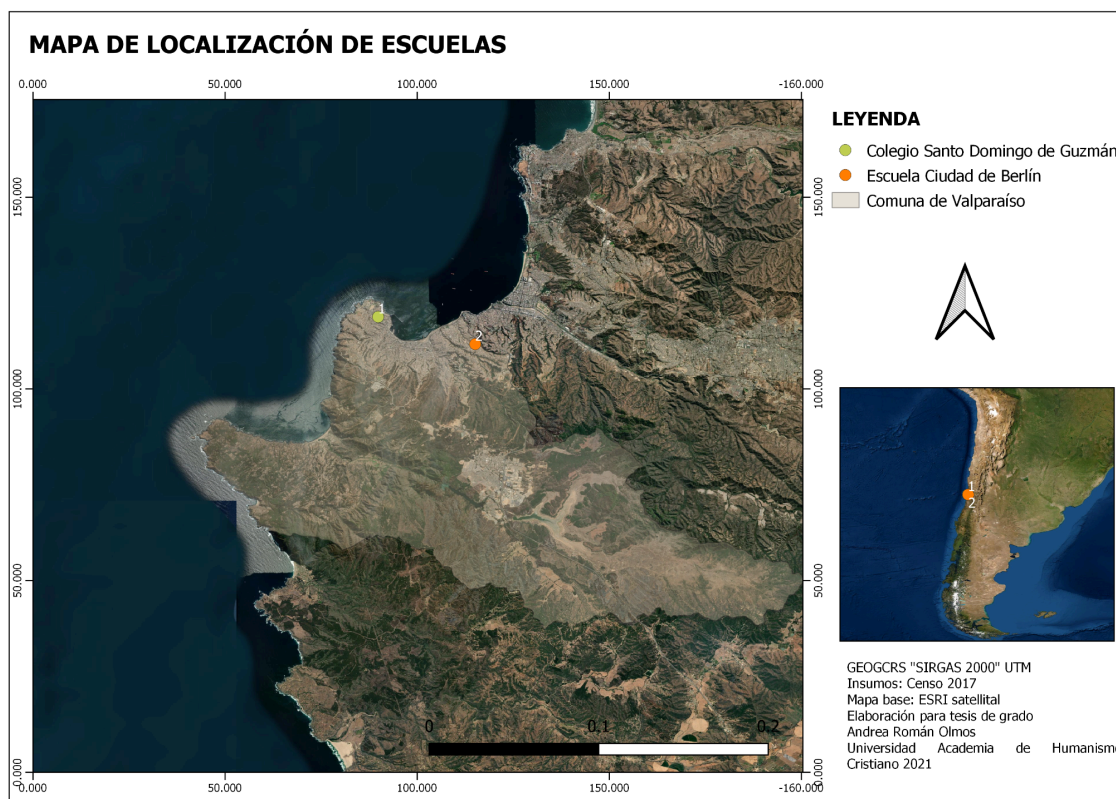 MAPA DE LOCALIZACIÓN DE ESCUELAS
0.000 50.000 100.000 150.000 -160.000
150.000 150.000
100.000 100.000
50.000 50.000
0.000 0.000
0.000 50.000 100.000 150.000 -160.000
1
2
0 0.1 0.2
LEYENDA
Colegio Santo Domingo de Guzmán
Escuela Ciudad de Berlín
Comuna de Valparaíso
1
2
GEOGCRS "SIRGAS 2000" UTM
Insumos: Censo 2017
Mapa base: ESRI satellital
Elaboración para tesis de grado
Andrea Román Olmos
Universidad Academia de Humanismo
Cristiano 2021